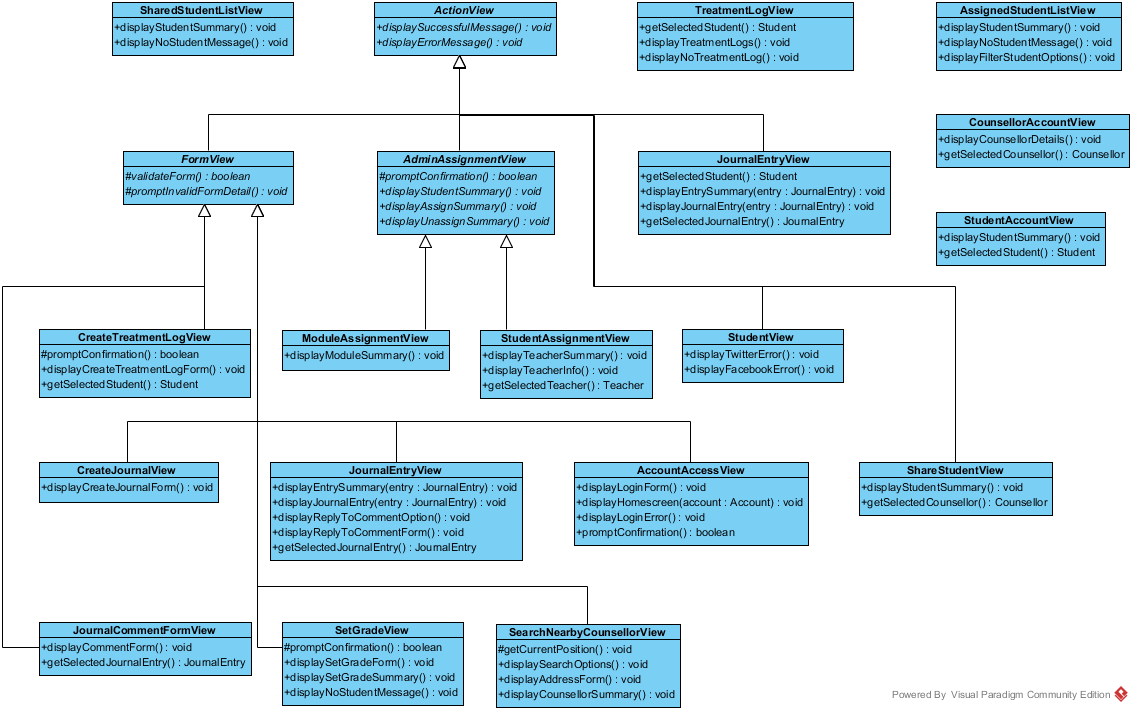 SharedStudentListView
+displayStudentSummary() : void
+displayNoStudentMessage() : void
ActionView
+displaySuccessfulMessage() : void
+displayErrorMessage() : void
TreatmentLogView
+getSelectedStudent() : Student
+displayTreatmentLogs() : void
+displayNoTreatmentLog() : void
AssignedStudentListView
+displayStudentSummary() : void
+displayNoStudentMessage() : void
+displayFilterStudentOptions() : void
CounsellorAccountView
+displayCounsellorDetails() : void
+getSelectedCounsellor() : Counsellor
FormView
#validateForm() : boolean
#promptInvalidFormDetail() : void
AdminAssignmentView
#promptConfirmation() : boolean
+displayStudentSummary() : void
+displayAssignSummary() : void
+displayUnassignSummary() : void
JournalEntryView
+getSelectedStudent() : Student
+displayEntrySummary(entry : JournalEntry) : void
+displayJournalEntry(entry : JournalEntry) : void
+getSelectedJournalEntry() : JournalEntry
StudentAccountView
+displayStudentSummary() : void
+getSelectedStudent() : Student
CreateTreatmentLogView
#promptConfirmation() : boolean
+displayCreateTreatmentLogForm() : void
+getSelectedStudent() : Student
ModuleAssignmentView
+displayModuleSummary() : void
StudentAssignmentView
+displayTeacherSummary() : void
+displayTeacherInfo() : void
+getSelectedTeacher() : Teacher
StudentView
+displayTwitterError() : void
+displayFacebookError() : void
CreateJournalView
+displayCreateJournalForm() : void
JournalEntryView
+displayEntrySummary(entry : JournalEntry) : void
+displayJournalEntry(entry : JournalEntry) : void
+displayReplyToCommentOption() : void
+displayReplyToCommentForm() : void
+getSelectedJournalEntry() : JournalEntry
AccountAccessView
+displayLoginForm() : void
+displayHomescreen(account : Account) : void
+displayLoginError() : void
+promptConfirmation() : boolean
ShareStudentView
+displayStudentSummary() : void
+getSelectedCounsellor() : Counsellor
JournalCommentFormView
+displayCommentForm() : void
+getSelectedJournalEntry() : JournalEntry
SetGradeView
#promptConfirmation() : boolean
+displaySetGradeForm() : void
+displaySetGradeSummary() : void
+displayNoStudentMessage() : void
SearchNearbyCounsellorView
#getCurrentPosition() : void
+displaySearchOptions() : void
+displayAddressForm() : void
+displayCounsellorSummary() : void
Powered By Visual Paradigm Community Edition